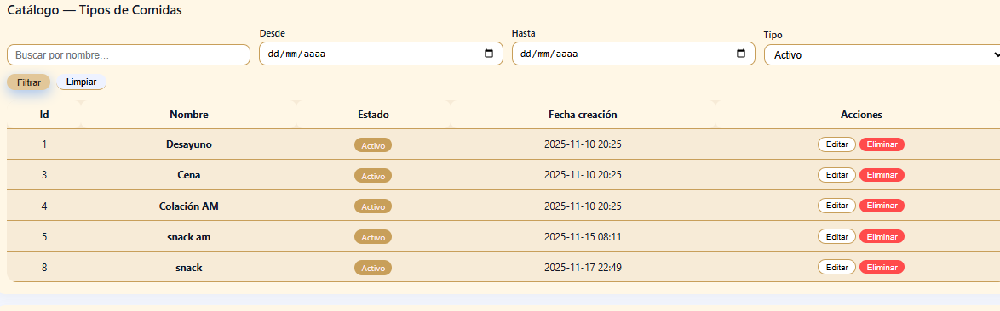 Catálogo — Tipos de Comidas
Desde Hasta Tipo
Buscar por nombre... dd/mm/aaaa dd/mm/aaaa Activo
Filtrar Limpiar
Id Nombre Estado Fecha creación Acciones
1 Desayuno Activo 2025-11-10 20:25 Editar Eliminar
3 Cena Activo 2025-11-10 20:25 Editar Eliminar
4 Colación AM Activo 2025-11-10 20:25 Editar Eliminar
5 snack am Activo 2025-11-15 08:11 Editar Eliminar
8 snack Activo 2025-11-17 22:49 Editar Eliminar